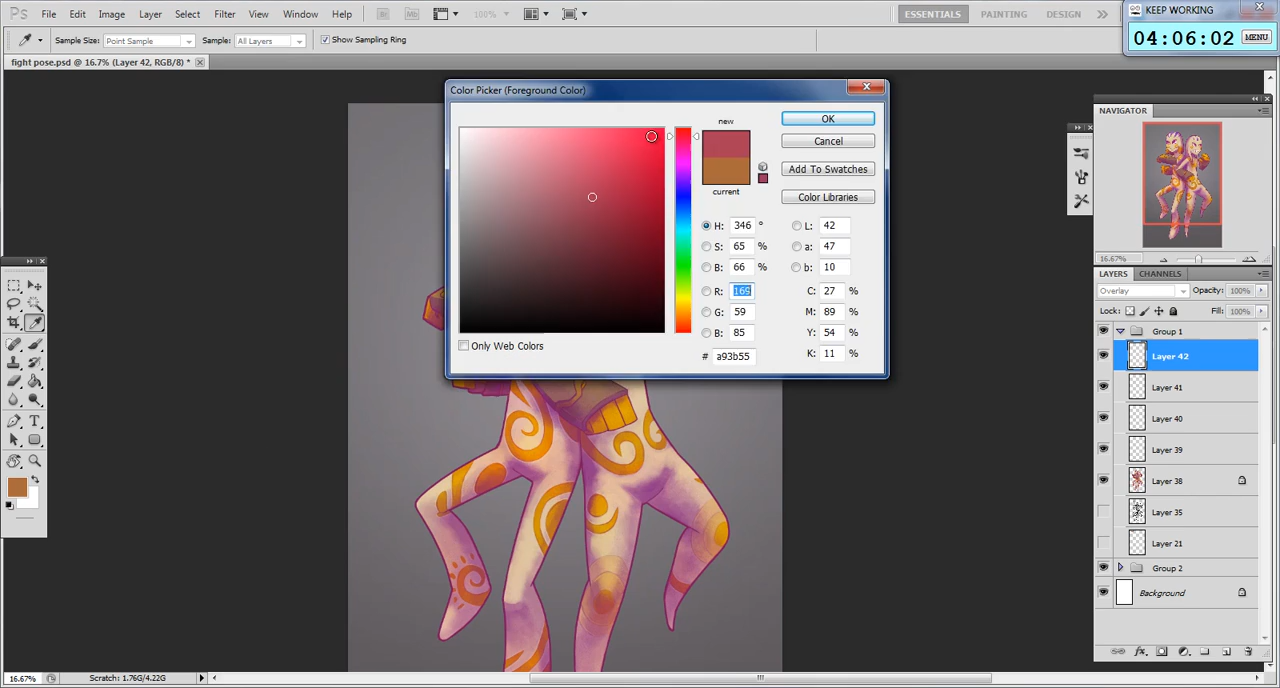 Ps File Edit Image Layer Select Filter View Window Help Br Mb 100% ESSENTIALS PAINTING DESIGN
KEEP WORKING
04:06:02 MENU
Sample Size: Point Sample Sample: All Layers Show Sampling Ring
fight pose.psd @ 16.7% (Layer 42, RGB/8) *
Color Picker (Foreground Color)
new
current
OK
Cancel
Add To Swatches
Color Libraries
H: 346 °
S: 65 %
B: 66 %
R: 169
G: 59
B: 85
# a93b55
L: 42
a: 47
b: 10
C: 27 %
M: 89 %
Y: 54 %
K: 11 %
Only Web Colors
NAVIGATOR
16.67%
LAYERS CHANNELS
Overlay Opacity: 100%
Lock: Fill: 100%
Group 1
Layer 42
Layer 41
Layer 40
Layer 39
Layer 38
Layer 35
Layer 21
Group 2
Background
16.67% Scratch: 1.76G/4.22G